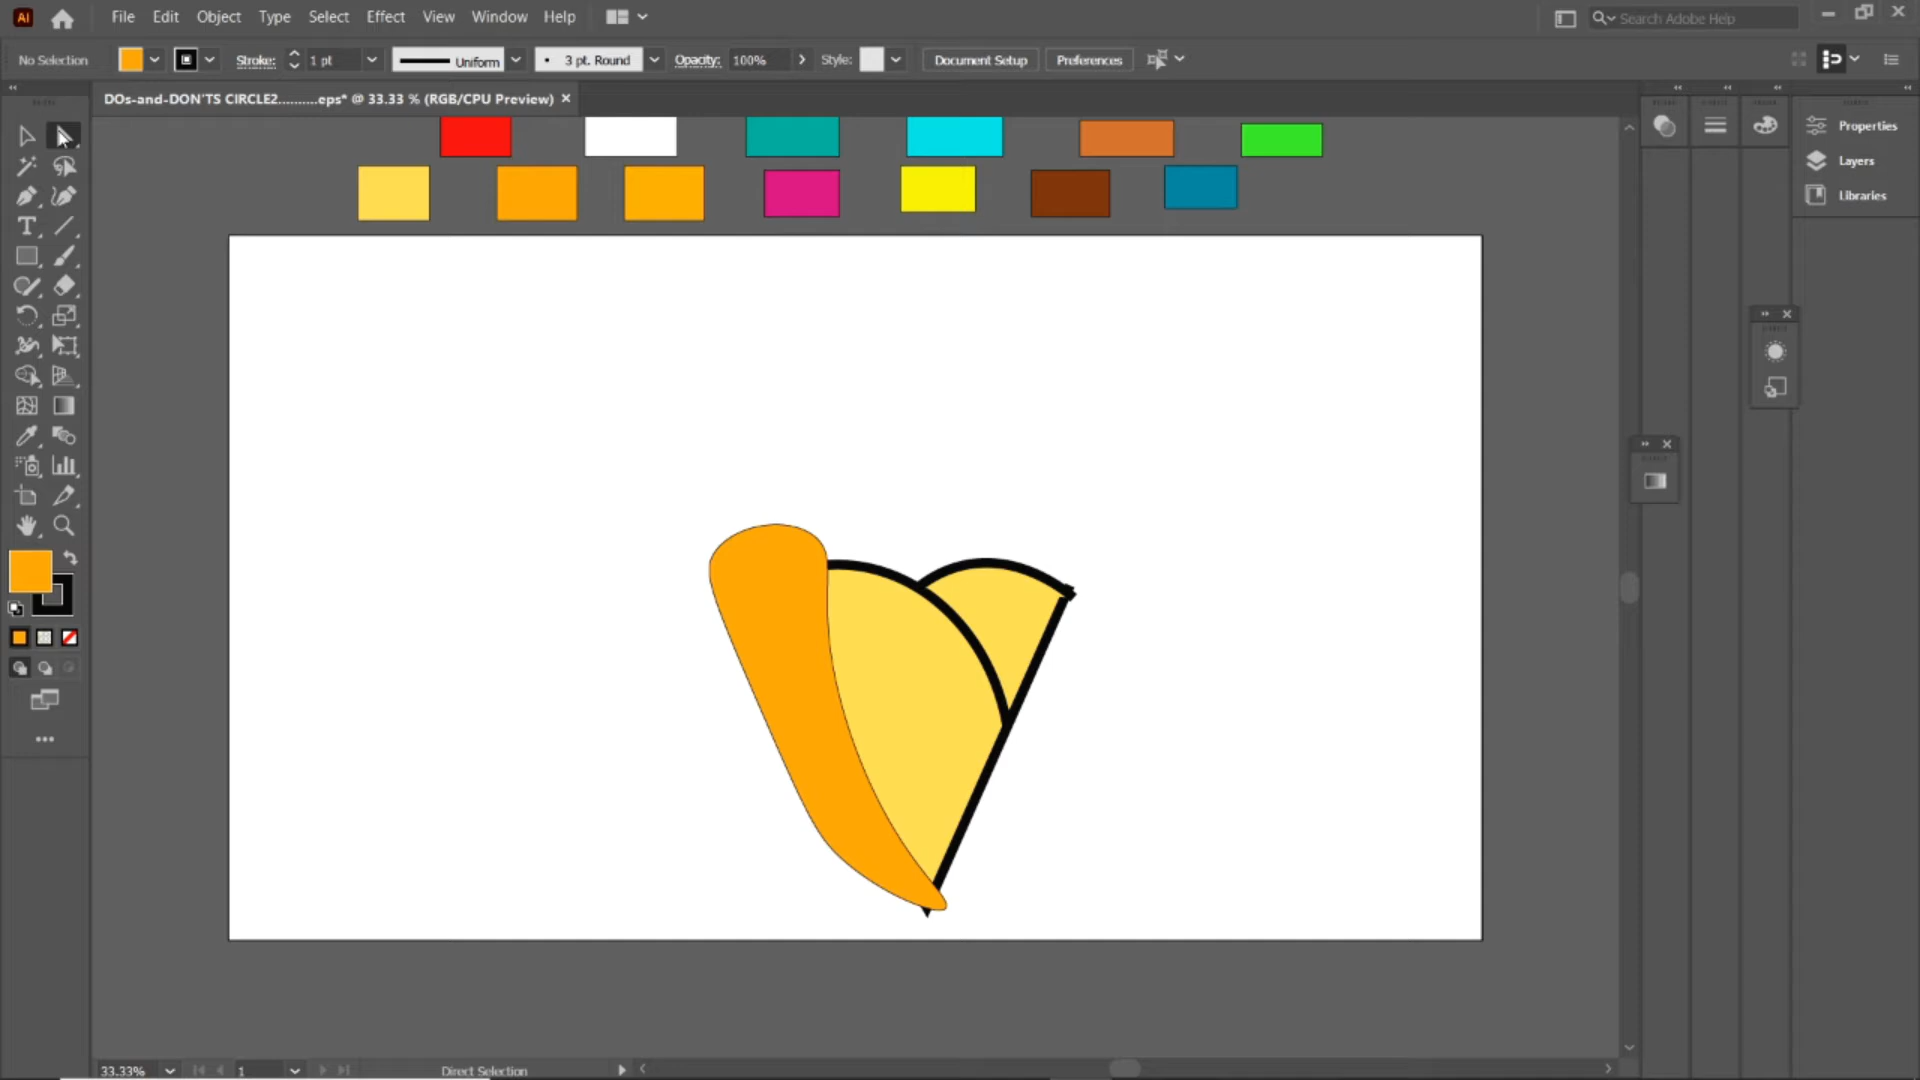 Ai File Edit Object Type Select Effect View Window Help Search Adobe Help
No Selection Stroke: 1 pt Uniform 3 pt. Round Opacity: 100% Style: Document Setup Preferences
DOs-and-DON'TS CIRCLE2..........eps* @ 33.33 % (RGB/CPU Preview)
Properties
Layers
Libraries
33.33% 1 Direct Selection